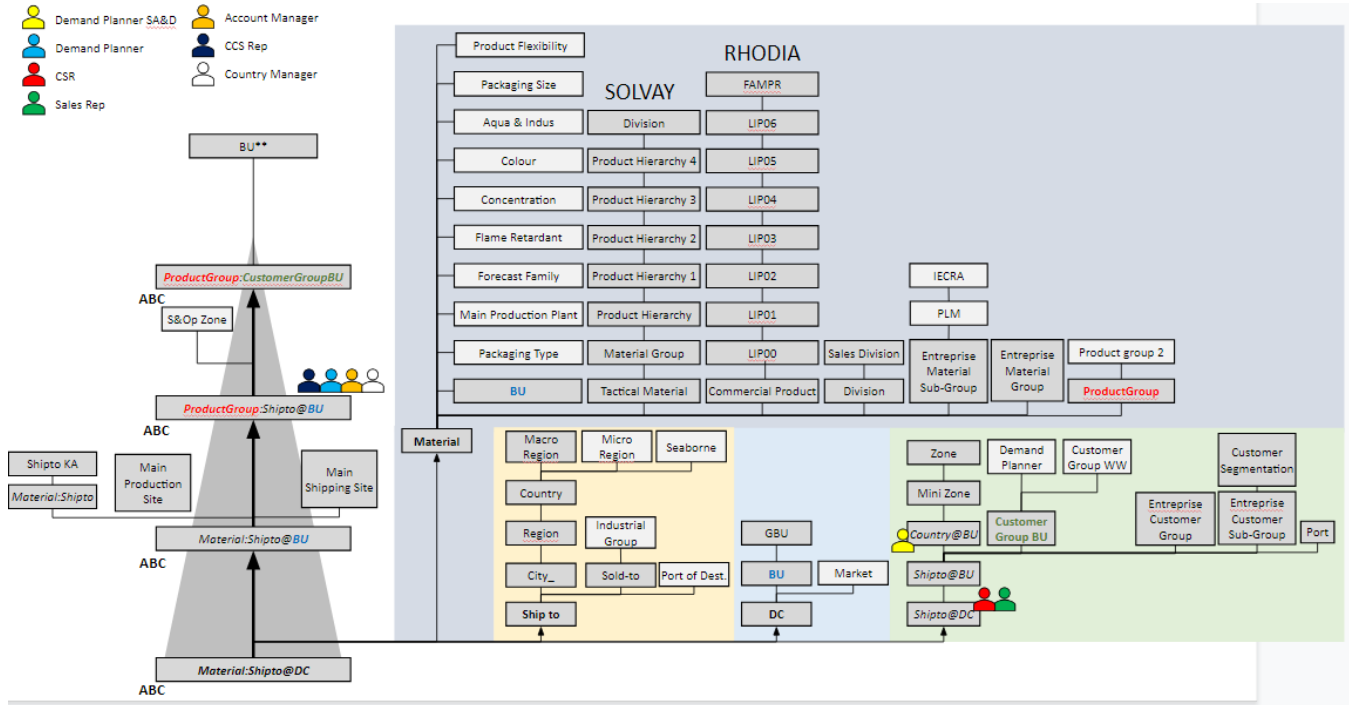 Demand Planner SA&D
Account Manager
Demand Planner
CCS Rep
CSR
Country Manager
Sales Rep
BU**
ProductGroup:CustomerGroupBU
ABC
S&Op Zone
ProductGroup:Shipto@BU
ABC
Shipto KA
Material:Shipto
Main
Production
Site
Main
Shipping Site
Material:Shipto@BU
ABC
Material:Shipto@DC
ABC
Product Flexibility
Packaging Size
Aqua & Indus
Colour
Concentration
Flame Retardant
Forecast Family
Main Production Plant
Packaging Type
BU
SOLVAY
Division
Product Hierarchy 4
Product Hierarchy 3
Product Hierarchy 2
Product Hierarchy 1
Product Hierarchy
Material Group
Tactical Material
RHODIA
FAMPR
LIP06
LIP05
LIP04
LIP03
LIP02
LIP01
LIP00
Commercial Product
Sales Division
Division
IECRA
PLM
Entreprise
Material
Sub-Group
Entreprise
Material
Group
Product group 2
ProductGroup
Material
Macro
Region
Micro
Region
Seaborne
Country
Region
Industrial
Group
City_
Sold-to
Port of Dest.
Ship to
GBU
BU
Market
DC
Zone
Demand
Planner
Customer
Group WW
Mini Zone
Country@BU
Customer
Group BU
Shipto@BU
Shipto@DC
Entreprise
Customer
Group
Customer
Segmentation
Entreprise
Customer
Sub-Group
Port